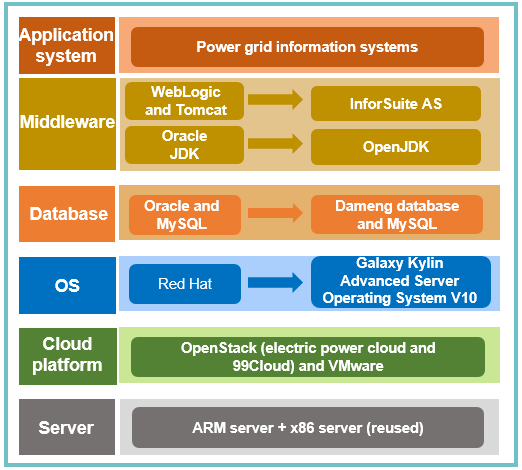 Application
system
Power grid information systems
Middleware
WebLogic
and Tomcat
InforSuite AS
Oracle
JDK
OpenJDK
Database
Oracle and
MySQL
Dameng database
and MySQL
OS
Red Hat
Galaxy Kylin
Advanced Server
Operating System V10
Cloud
platform
OpenStack (electric power cloud and
99Cloud) and VMware
Server
ARM server + x86 server (reused)